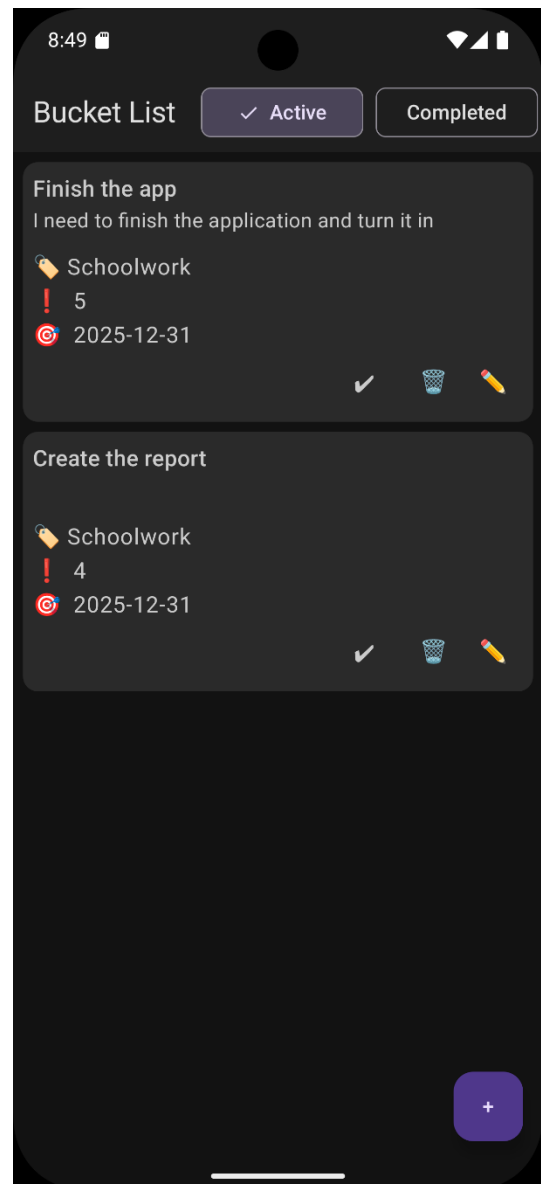 8:49
Bucket List ✓ Active Completed
Finish the app
I need to finish the application and turn it in
🏷️ Schoolwork
❗ 5
🎯 2025-12-31
✔ 🗑️ ✏️
Create the report
🏷️ Schoolwork
❗ 4
🎯 2025-12-31
✔ 🗑️ ✏️
+